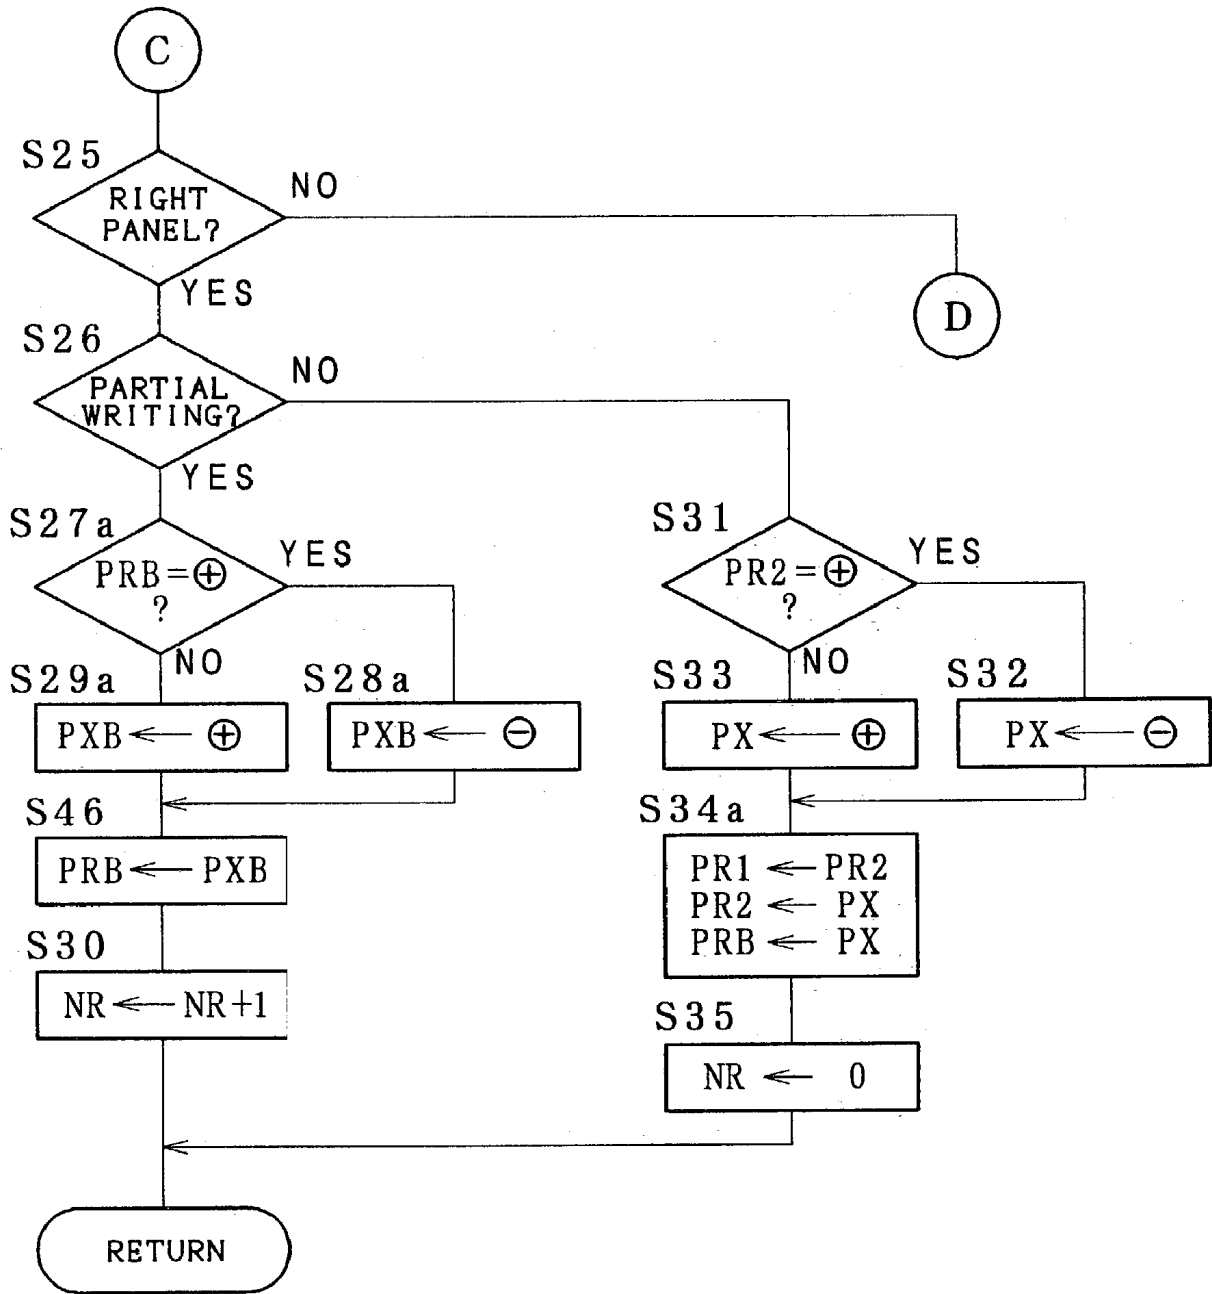 C
S25
RIGHT
PANEL?
NO
YES
D
S26
PARTIAL
WRITING?
NO
YES
S27a
PRB=⊕
?
YES
NO
S31
PR2=⊕
?
YES
NO
S29a
PXB← ⊕
S28a
PXB← ⊖
S33
PX← ⊕
S32
PX← ⊖
S46
PRB← PXB
S34a
PR1 ← PR2
PR2 ← PX
PRB ← PX
S30
NR← NR+1
S35
NR ← 0
RETURN